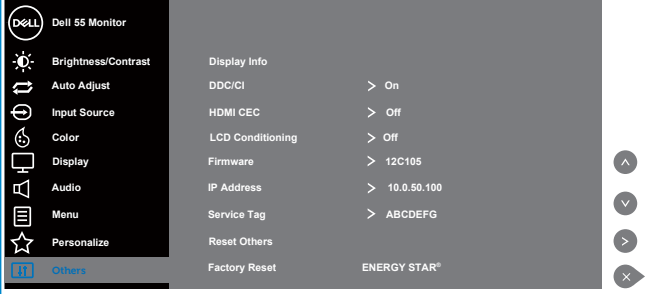 DELL
Dell 55 Monitor
Brightness/Contrast
Display Info
Auto Adjust
DDC/CI > On
Input Source
HDMI CEC > Off
Color
LCD Conditioning > Off
Display
Firmware > 12C105
Audio
IP Address > 10.0.50.100
Menu
Service Tag > ABCDEFG
Personalize
Reset Others
Others
Factory Reset ENERGY STAR®